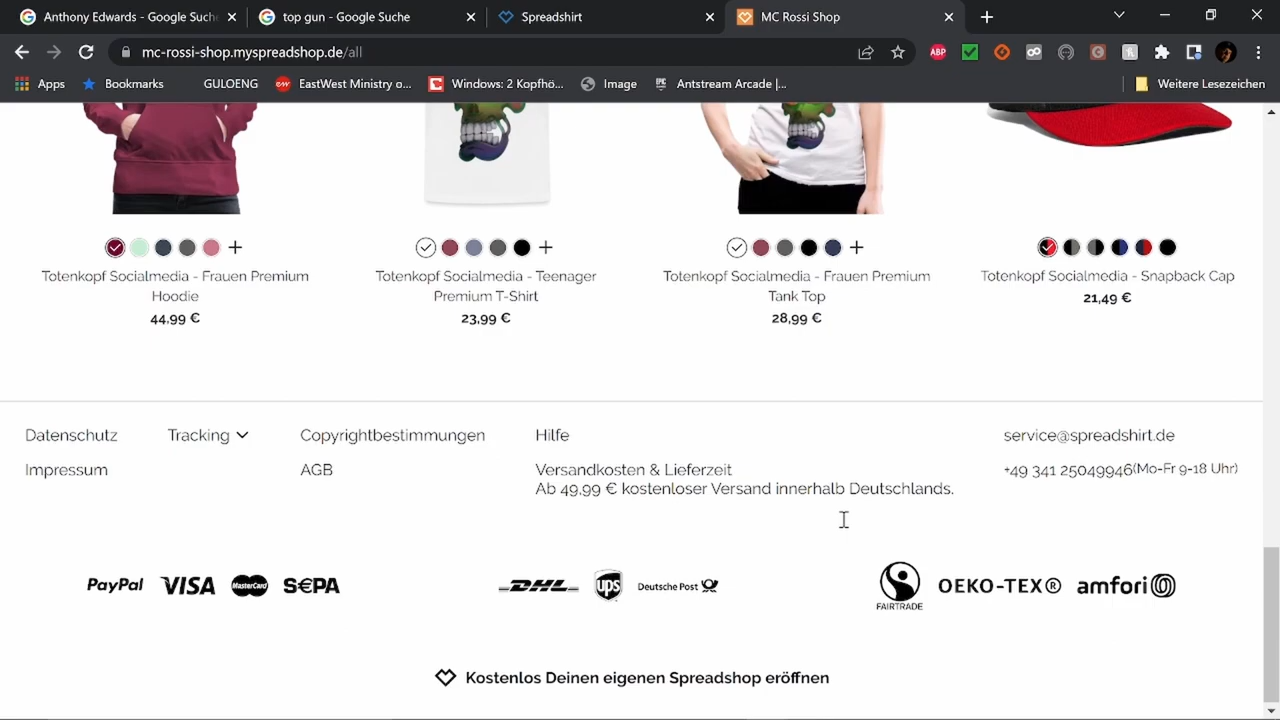 Anthony Edwards - Google Suche
top gun - Google Suche
Spreadshirt
MC Rossi Shop
mc-rossi-shop.myspreadshop.de/all
ABP
Apps
Bookmarks
GULOENG
EastWest Ministry o...
Windows: 2 Kopfho...
Image
Antstream Arcade |...
Weitere Lesezeichen
Totenkopf Socialmedia - Frauen Premium
Hoodie
44,99 €
Totenkopf Socialmedia - Teenager
Premium T-Shirt
23,99 €
Totenkopf Socialmedia - Frauen Premium
Tank Top
28,99 €
Totenkopf Socialmedia - Snapback Cap
21,49 €
Datenschutz
Tracking
Copyrightbestimmungen
Hilfe
service@spreadshirt.de
Impressum
AGB
Versandkosten & Lieferzeit
Ab 49.99 € kostenloser Versand innerhalb Deutschlands.
+49 341 25049946(Mo-Fr 9-18 Uhr)
PayPal VISA MasterCard S€PA
DHL ups Deutsche Post
FAIRTRADE OEKO-TEX® amfori
Kostenlos Deinen eigenen Spreadshop eröffnen